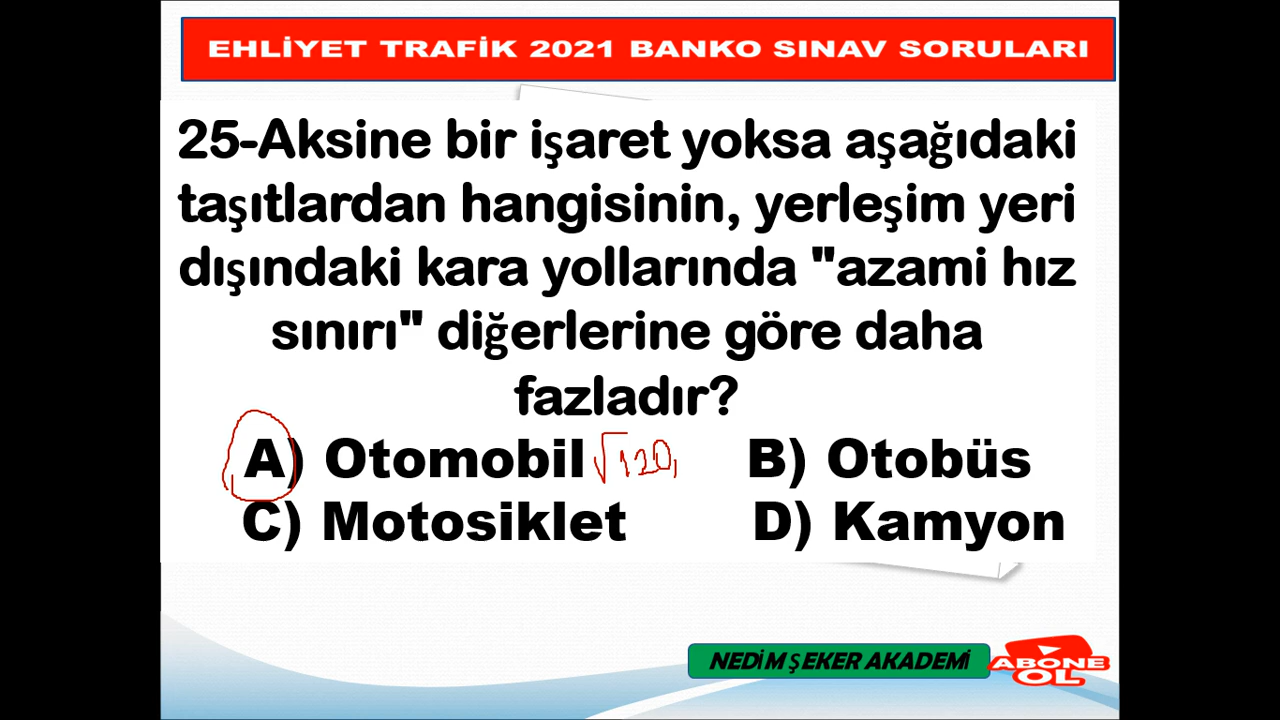 EHLİYET TRAFİK 2021 BANKO SINAV SORULARI
25-Aksine bir işaret yoksa aşağıdaki
taşıtlardan hangisinin, yerleşim yeri
dışındaki kara yollarında "azami hız
sınırı" diğerlerine göre daha
fazladır?
A) Otomobil √120, B) Otobüs
C) Motosiklet D) Kamyon
NEDİM ŞEKER AKADEMİ
ABONE
OL